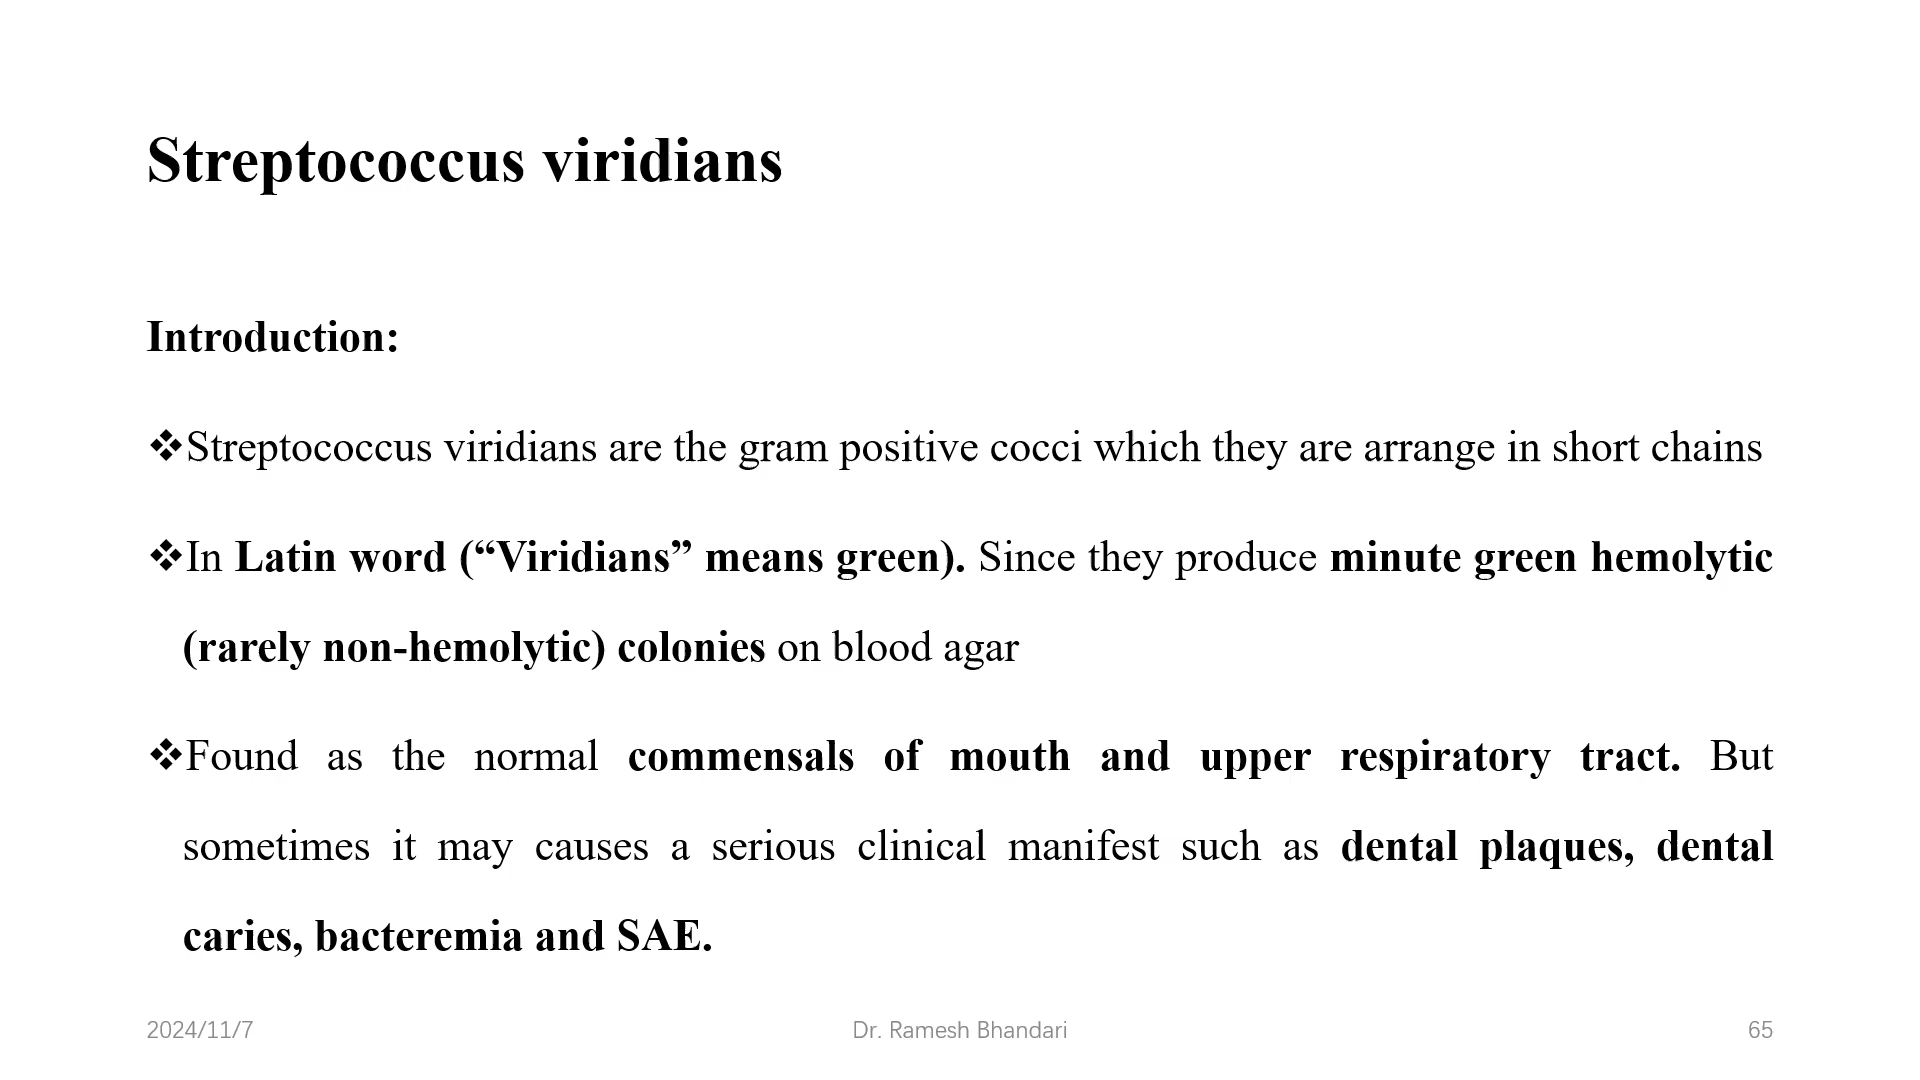 Streptococcus viridians
Introduction:
❖Streptococcus viridians are the gram positive cocci which they are arrange in short chains
❖In Latin word (“Viridians” means green). Since they produce minute green hemolytic
(rarely non-hemolytic) colonies on blood agar
❖Found as the normal commensals of mouth and upper respiratory tract. But
sometimes it may causes a serious clinical manifest such as dental plaques, dental
caries, bacteremia and SAE.
2024/11/7
Dr. Ramesh Bhandari
65